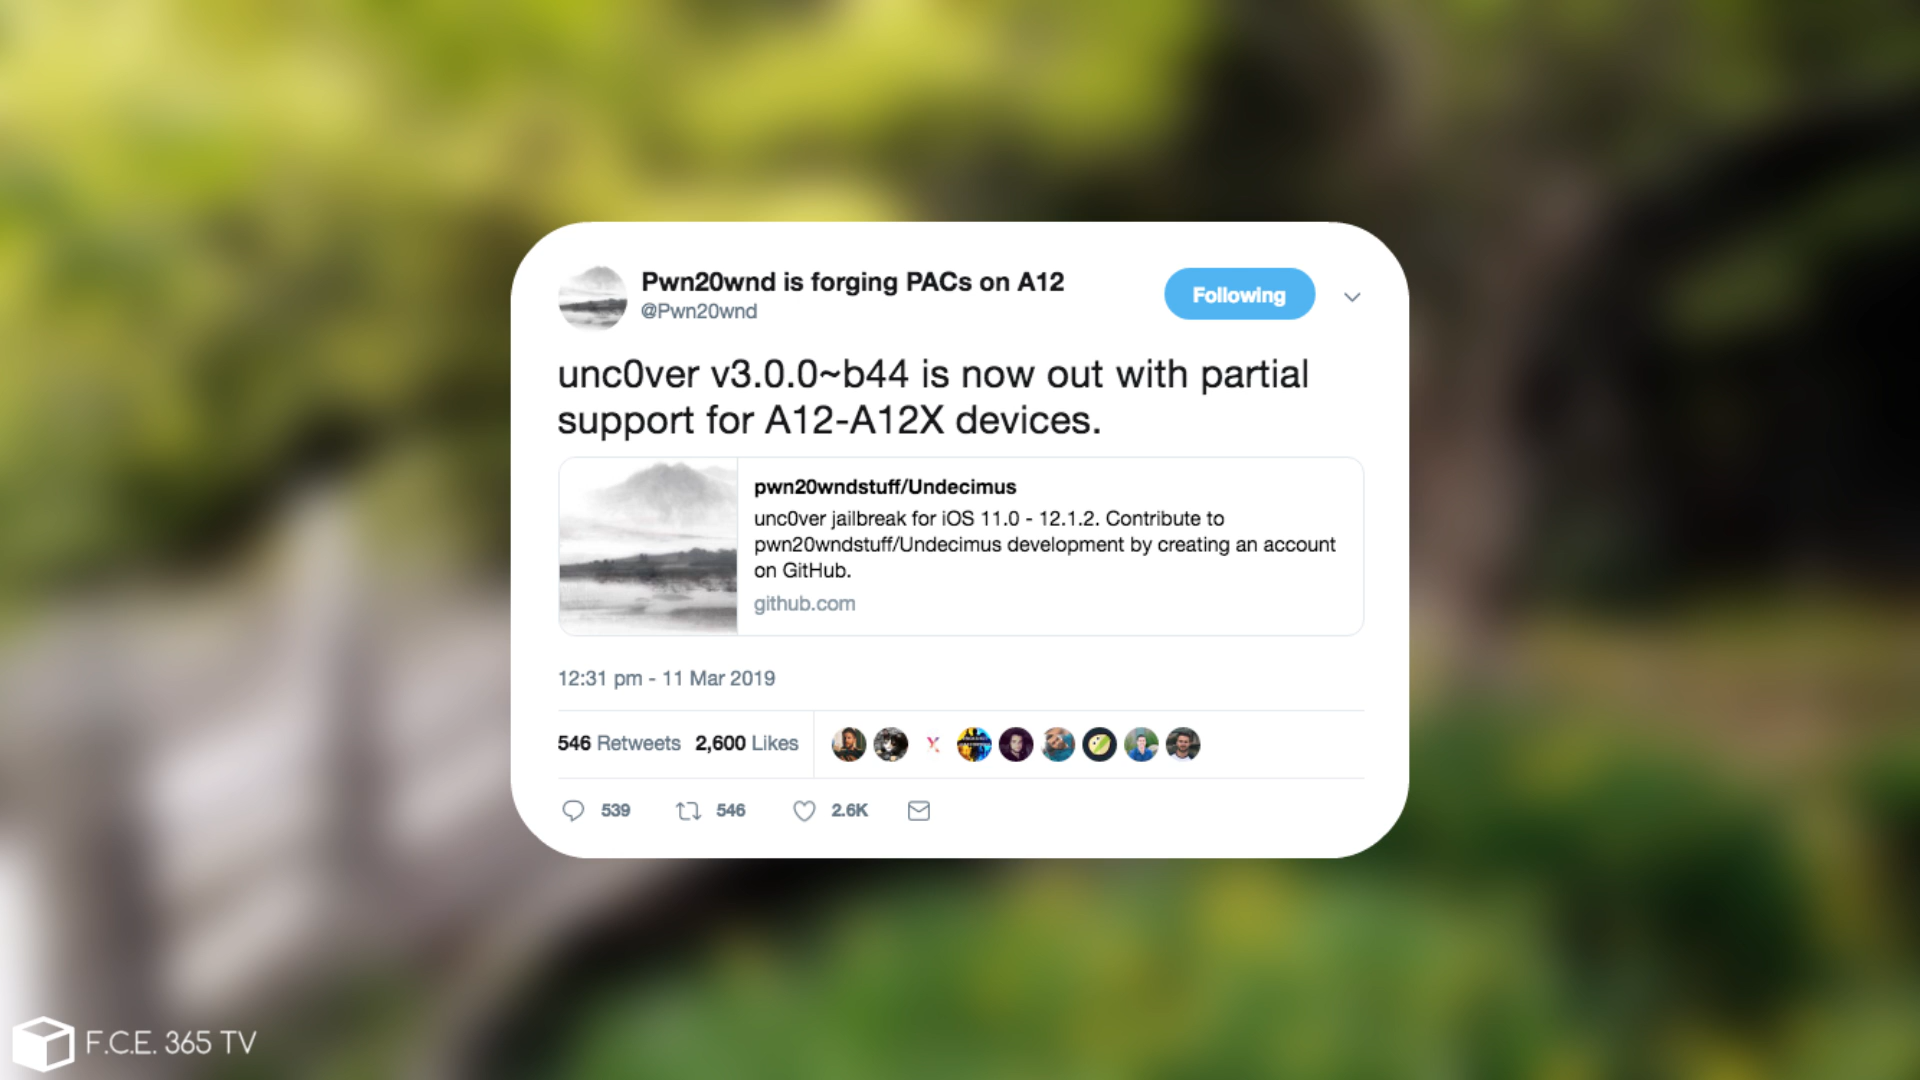 Pwn20wnd is forging PACs on A12
@Pwn20wnd
Following
unc0ver v3.0.0~b44 is now out with partial
support for A12-A12X devices.
pwn20wndstuff/Undecimus
unc0ver jailbreak for iOS 11.0 - 12.1.2. Contribute to
pwn20wndstuff/Undecimus development by creating an account
on GitHub.
github.com
12:31 pm - 11 Mar 2019
546 Retweets 2,600 Likes
539 546 2.6K
F.C.E. 365 TV